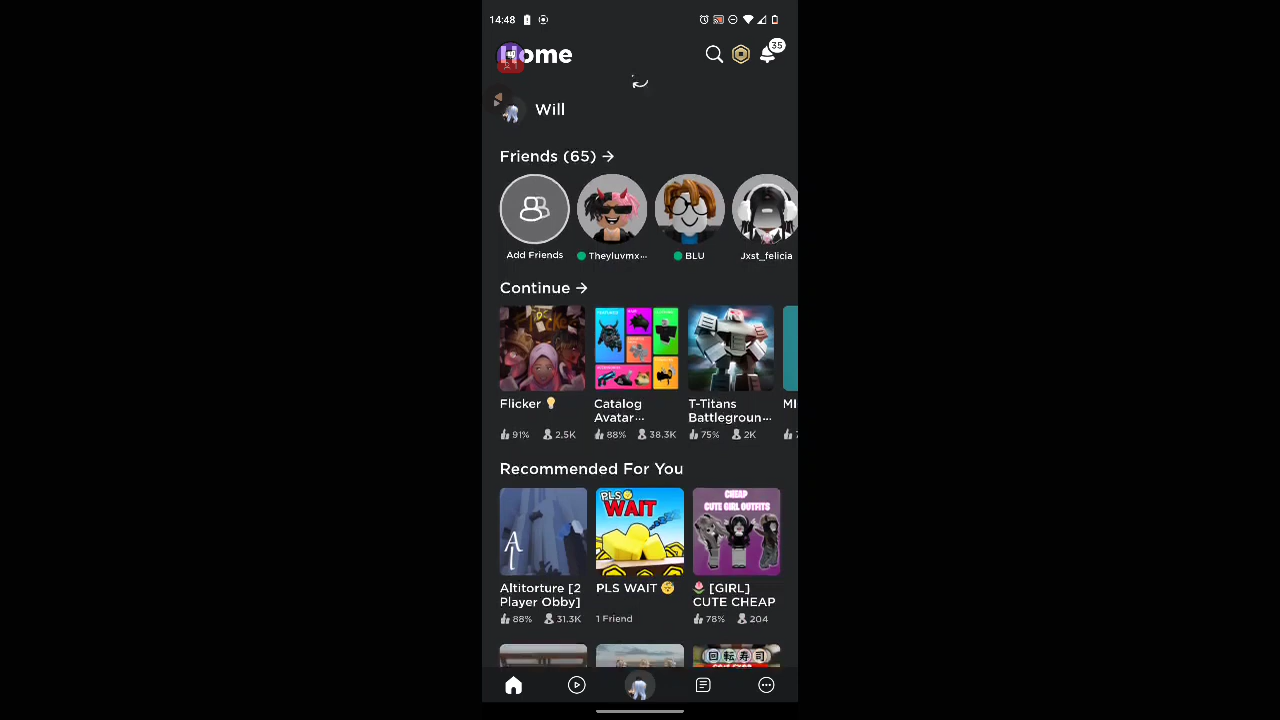 14:48
Home
35
Will
Friends (65) →
Add Friends
Theyluvmx...
BLU
Jxst_felicia
Continue →
Flicker 💡
91% 2.5K
Catalog
Avatar...
88% 38.3K
T-Titans
Battlegroun...
75% 2K
MI
Recommended For You
AL
Altitorture [2
Player Obby]
88% 31.3K
PLS
WAIT
PLS WAIT 😴
1 Friend
CHEAP
CUTE GIRL OUTFITS
🌷 [GIRL]
CUTE CHEAP
78% 204
回転寿司